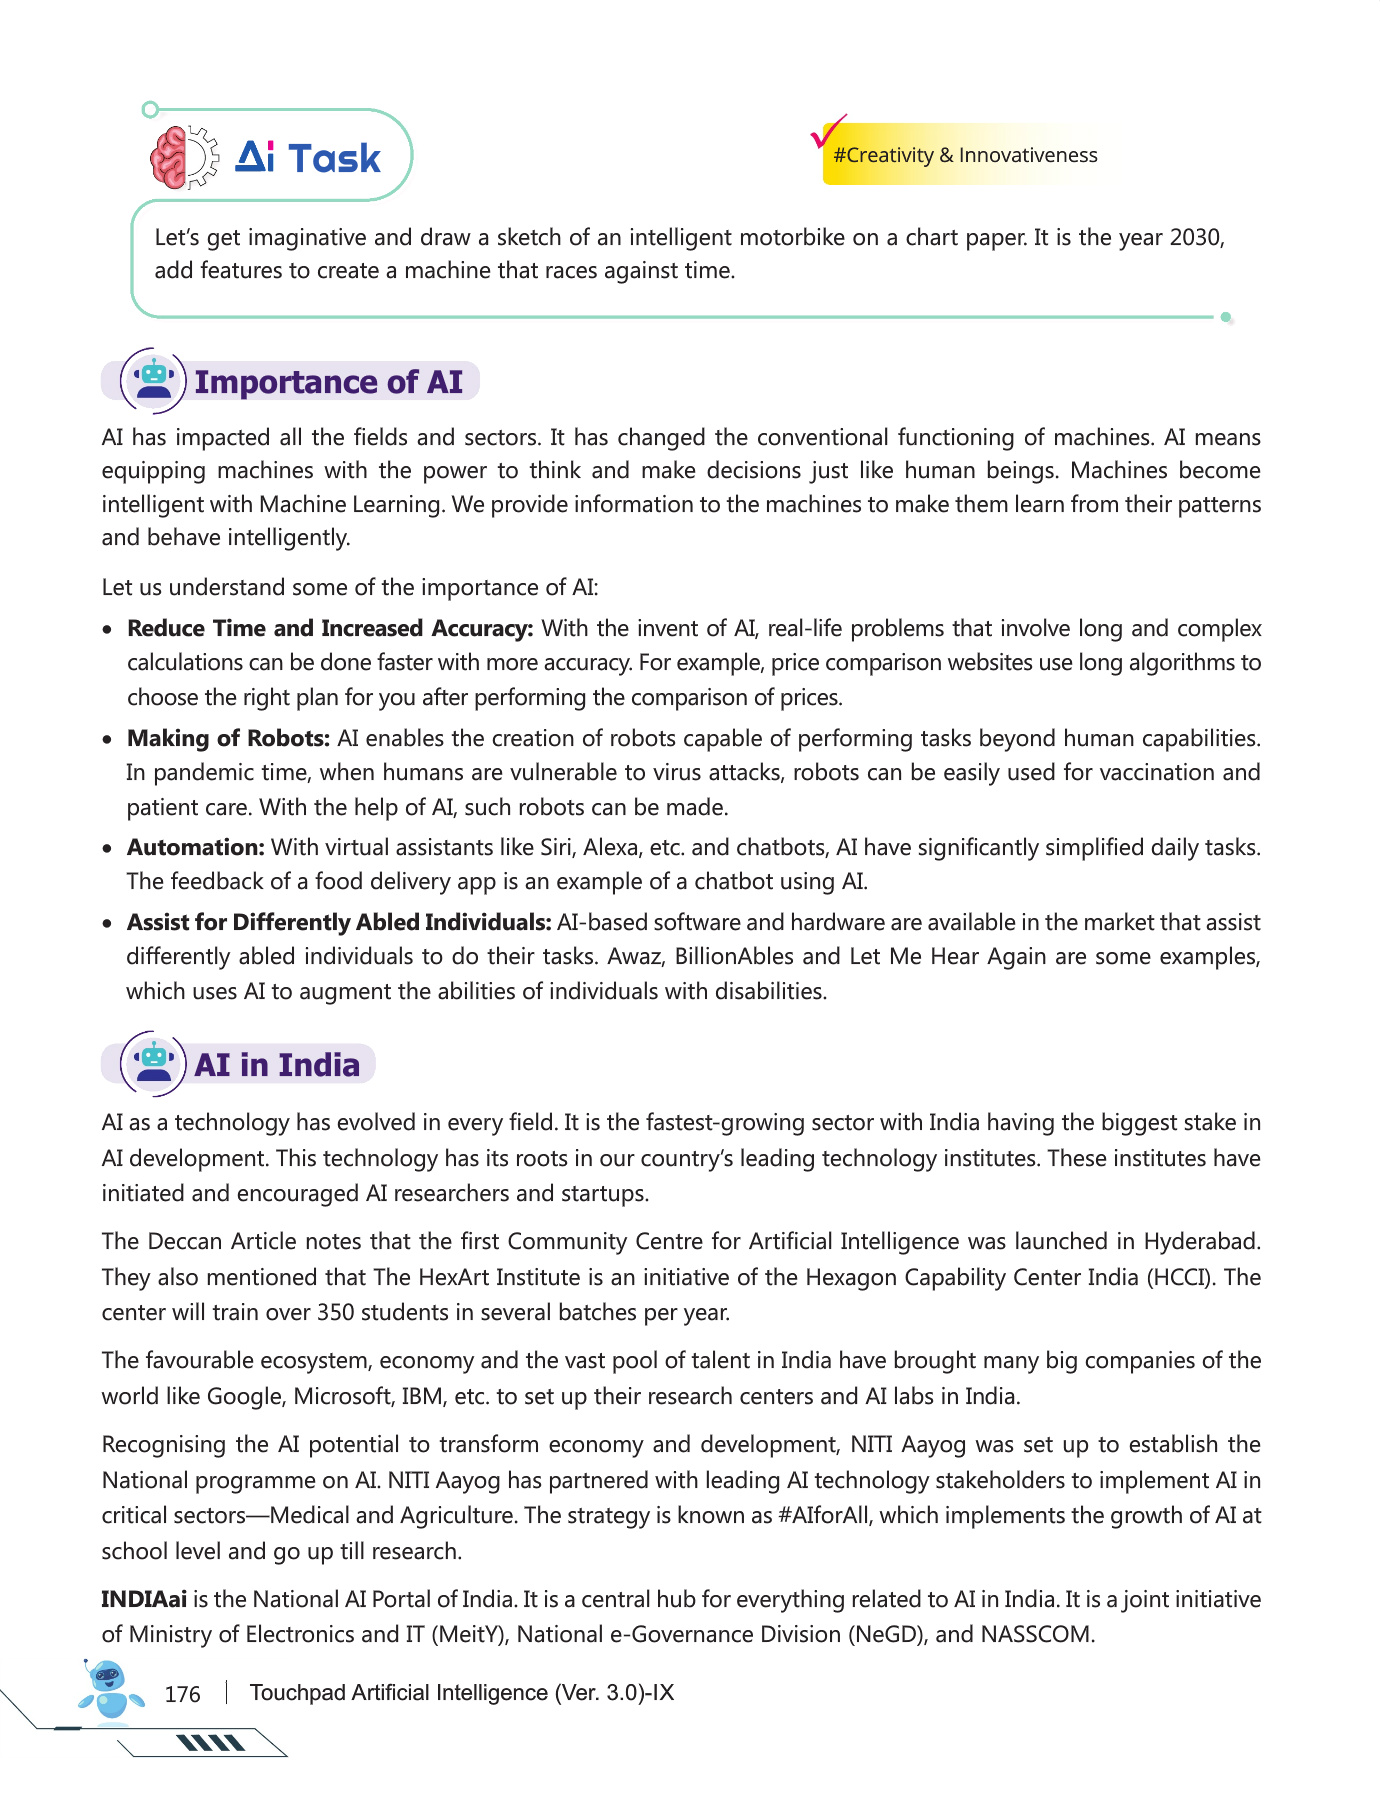 Ai Task
#Creativity & Innovativeness
Let’s get imaginative and draw a sketch of an intelligent motorbike on a chart paper. It is the year 2030,
add features to create a machine that races against time.
Importance of AI
AI has impacted all the fields and sectors. It has changed the conventional functioning of machines. AI means
equipping machines with the power to think and make decisions just like human beings. Machines become
intelligent with Machine Learning. We provide information to the machines to make them learn from their patterns
and behave intelligently.
Let us understand some of the importance of AI:
• Reduce Time and Increased Accuracy: With the invent of AI, real-life problems that involve long and complex
calculations can be done faster with more accuracy. For example, price comparison websites use long algorithms to
choose the right plan for you after performing the comparison of prices.
• Making of Robots: AI enables the creation of robots capable of performing tasks beyond human capabilities.
In pandemic time, when humans are vulnerable to virus attacks, robots can be easily used for vaccination and
patient care. With the help of AI, such robots can be made.
• Automation: With virtual assistants like Siri, Alexa, etc. and chatbots, AI have significantly simplified daily tasks.
The feedback of a food delivery app is an example of a chatbot using AI.
• Assist for Differently Abled Individuals: AI-based software and hardware are available in the market that assist
differently abled individuals to do their tasks. Awaz, BillionAbles and Let Me Hear Again are some examples,
which uses AI to augment the abilities of individuals with disabilities.
AI in India
AI as a technology has evolved in every field. It is the fastest-growing sector with India having the biggest stake in
AI development. This technology has its roots in our country’s leading technology institutes. These institutes have
initiated and encouraged AI researchers and startups.
The Deccan Article notes that the first Community Centre for Artificial Intelligence was launched in Hyderabad.
They also mentioned that The HexArt Institute is an initiative of the Hexagon Capability Center India (HCCI). The
center will train over 350 students in several batches per year.
The favourable ecosystem, economy and the vast pool of talent in India have brought many big companies of the
world like Google, Microsoft, IBM, etc. to set up their research centers and AI labs in India.
Recognising the AI potential to transform economy and development, NITI Aayog was set up to establish the
National programme on AI. NITI Aayog has partnered with leading AI technology stakeholders to implement AI in
critical sectors—Medical and Agriculture. The strategy is known as #AIforAll, which implements the growth of AI at
school level and go up till research.
INDIAai is the National AI Portal of India. It is a central hub for everything related to AI in India. It is a joint initiative
of Ministry of Electronics and IT (MeitY), National e-Governance Division (NeGD), and NASSCOM.
176 | Touchpad Artificial Intelligence (Ver. 3.0)-IX